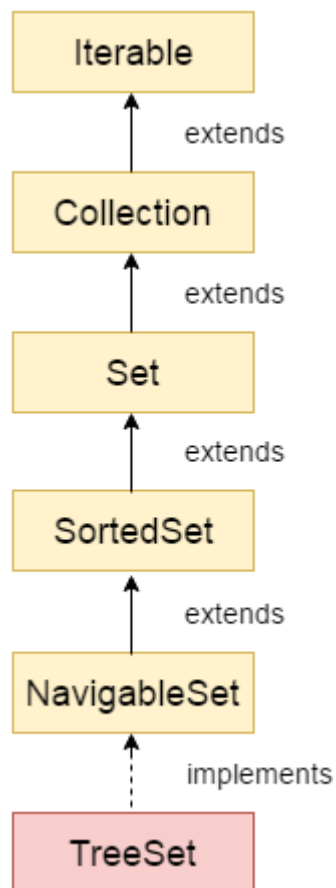 Iterable
extends
Collection
extends
Set
extends
SortedSet
extends
NavigableSet
implements
TreeSet